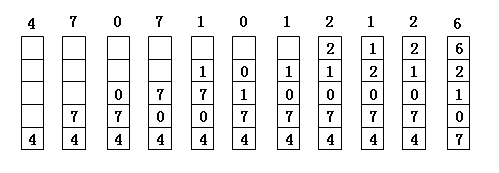 4 7 0 7 1 0 1 2 1 2 6
2 1 2 6
1 0 1 1 2 1 2
0 7 7 1 0 0 0 0 1
7 7 0 0 7 7 7 7 7 0
4 4 4 4 4 4 4 4 4 4 7